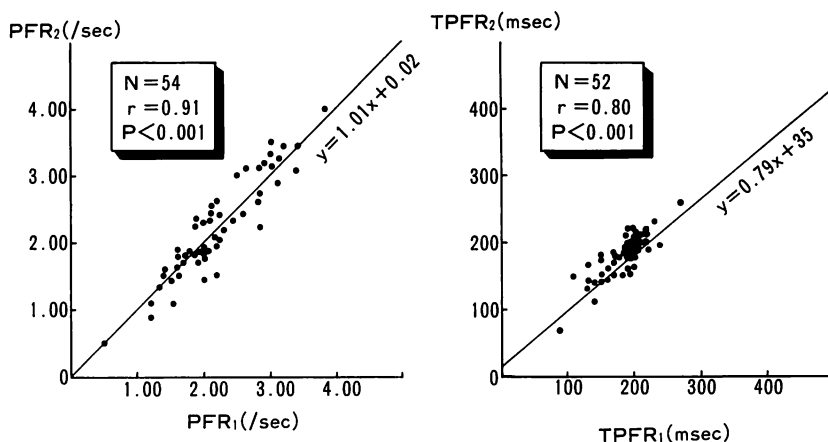 PFR₂(/sec)
N=54
r=0.91
P<0.001
y=1.01x+0.02
4.00
3.00
2.00
1.00
0
1.00 2.00 3.00 4.00
PFR₁(/sec)
TPFR₂(msec)
N=52
r=0.80
P<0.001
y=0.79x+35
400
300
200
100
0
100 200 300 400
TPFR₁(msec)